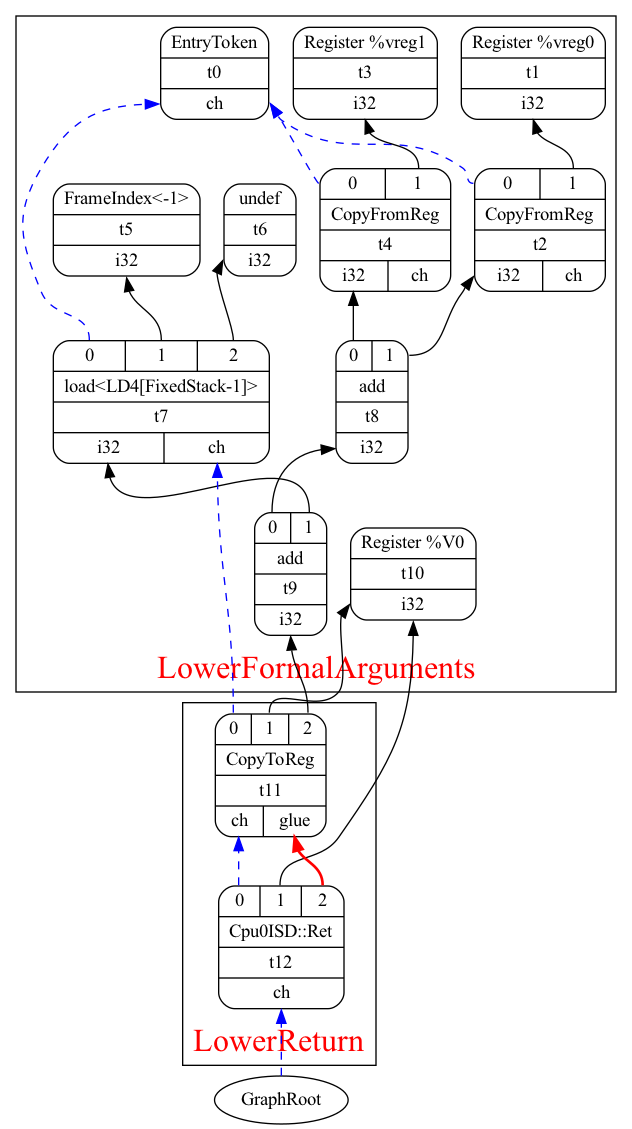 EntryToken
t0
ch
Register %vreg1
t3
i32
Register %vreg0
t1
i32
0 1
CopyFromReg
t4
i32 ch
0 1
CopyFromReg
t2
i32 ch
FrameIndex<-1>
t5
i32
undef
t6
i32
0 1 2
load<LD4[FixedStack-1]>
t7
i32 ch
0 1
add
t8
i32
0 1
add
t9
i32
Register %V0
t10
i32
LowerFormalArguments
0 1 2
CopyToReg
t11
ch glue
0 1 2
Cpu0ISD::Ret
t12
ch
LowerReturn
GraphRoot